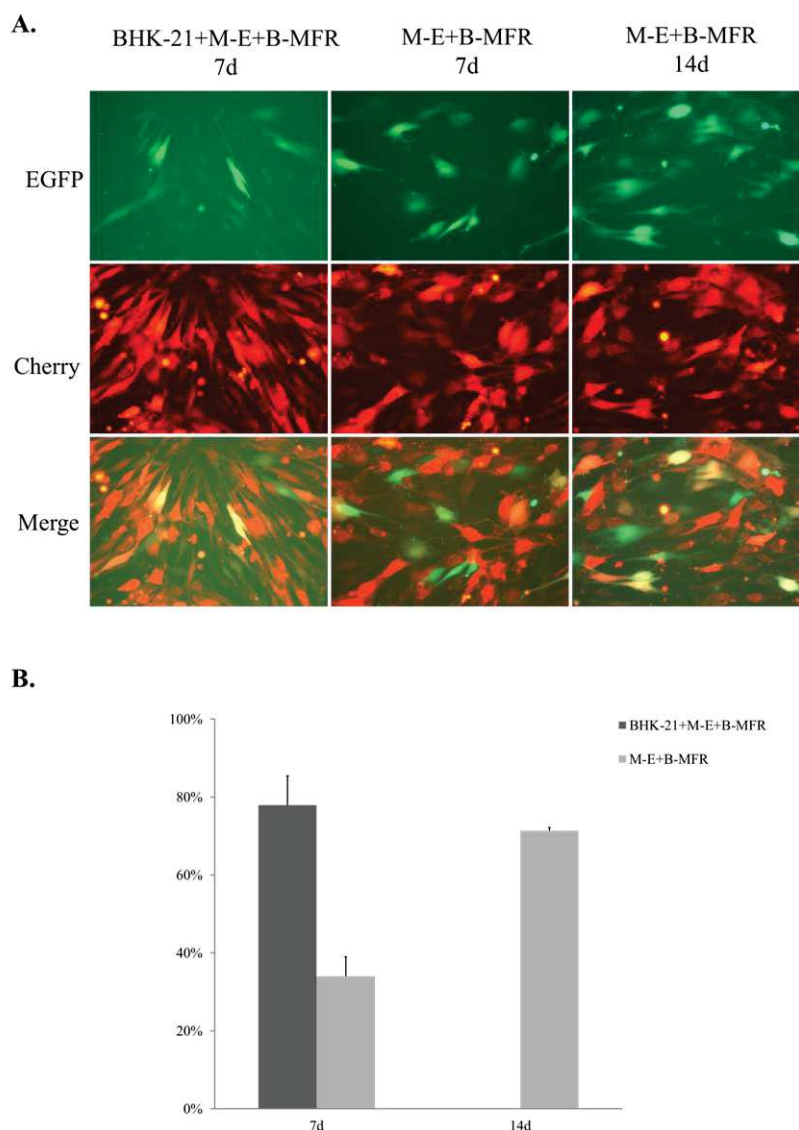 A.
BHK-21+M-E+B-MFR
7d
M-E+B-MFR
7d
M-E+B-MFR
14d
EGFP
Cherry
Merge
B.
100%
80%
60%
40%
20%
0%
7d
14d
BHK-21+M-E+B-MFR
M-E+B-MFR